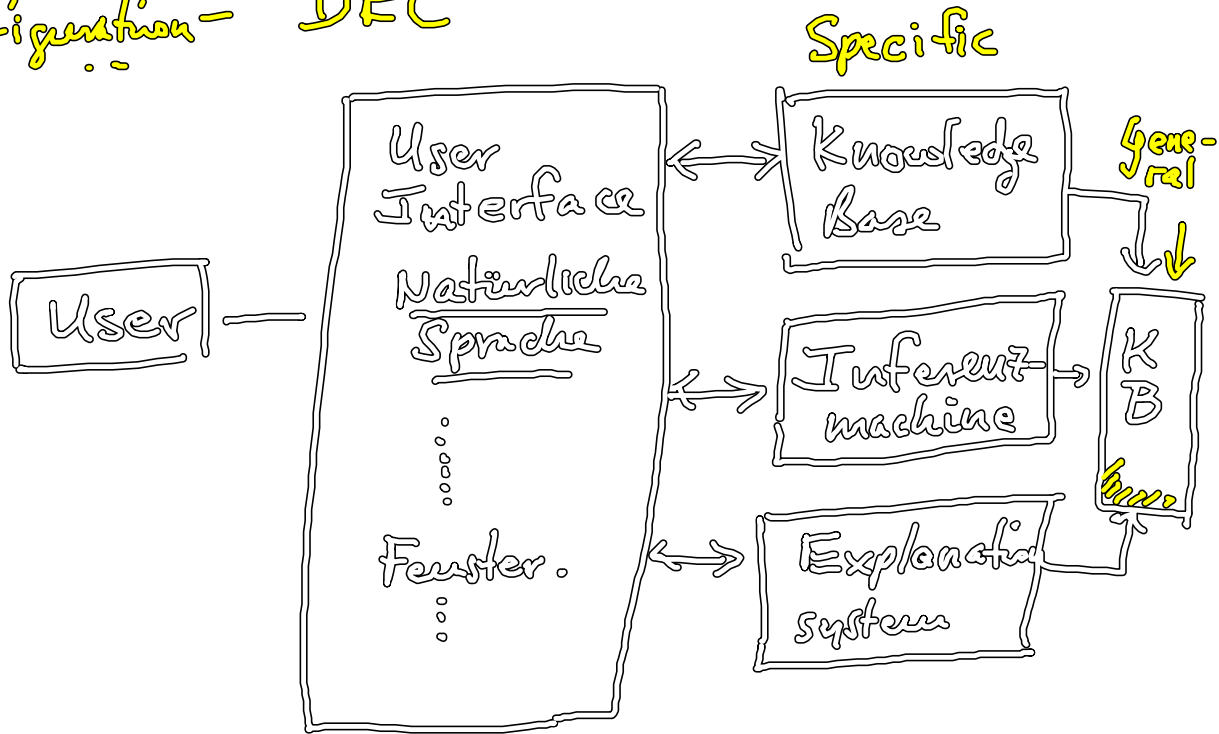 DEC
Specific
User
User
Interface
Natürliche
Sprache
Fenster.
Knowledge
Base
gene-
ral
Inferenz-
machine
K
B
Explanation
system